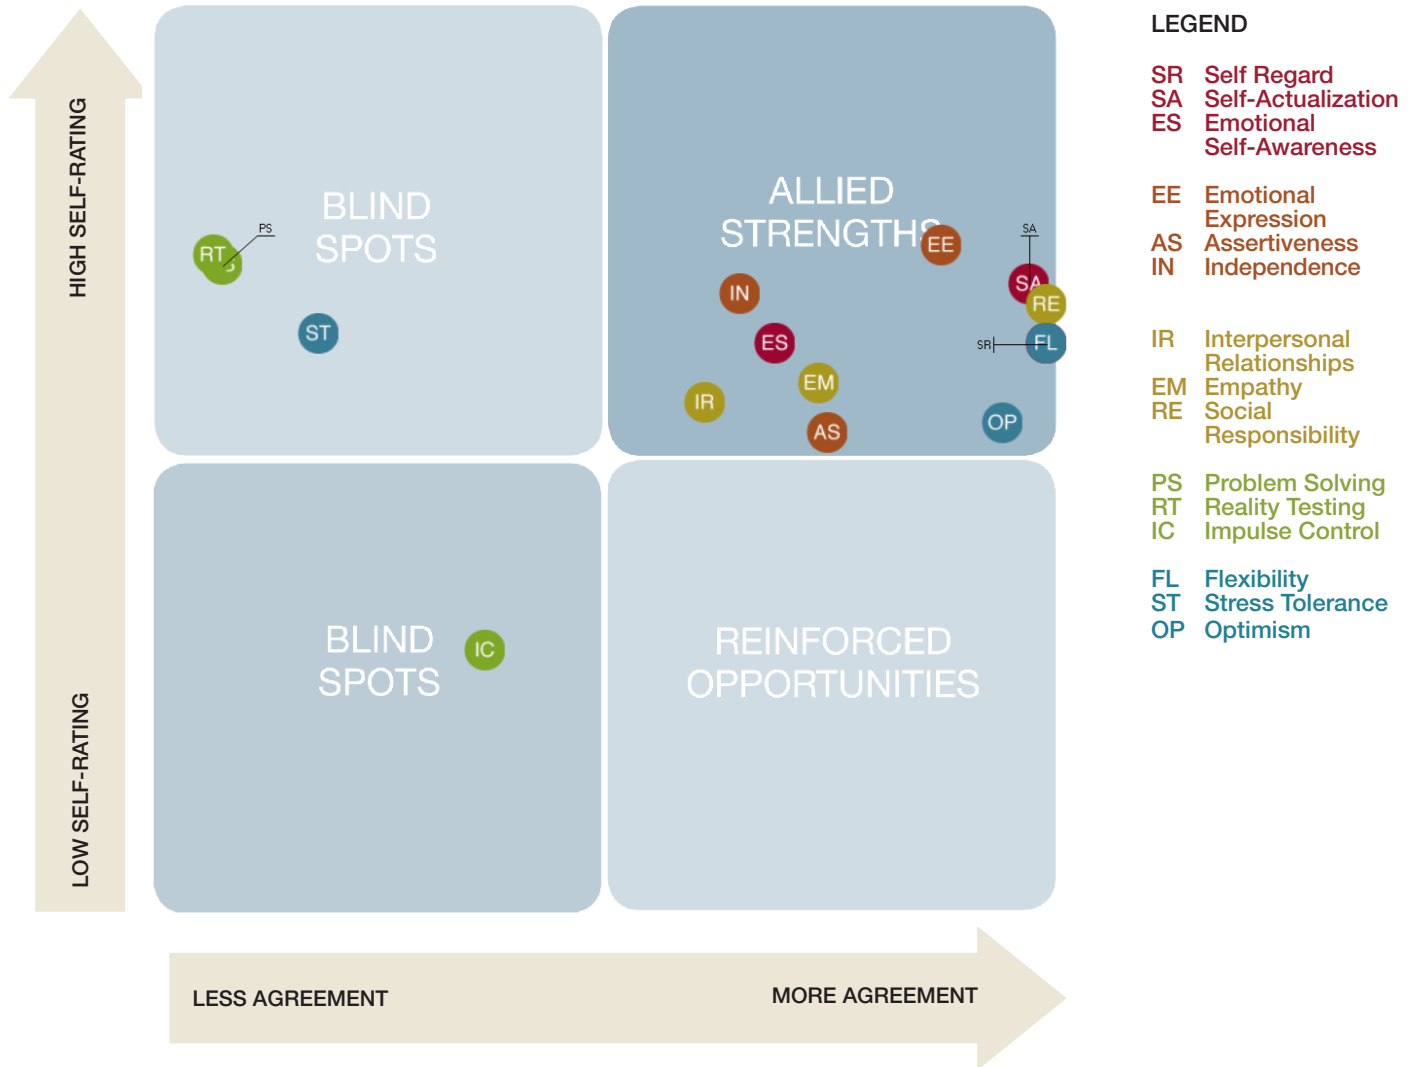 HIGH SELF-RATING
LOW SELF-RATING
BLIND
SPOTS
RT
PS
S
ST
ALLIED
STRENGTHS
EE
SA
SA
IN
RE
ES
SR
FL
EM
IR
AS
OP
BLIND
SPOTS
IC
REINFORCED
OPPORTUNITIES
LESS AGREEMENT
MORE AGREEMENT
LEGEND
SR Self Regard
SA Self-Actualization
ES Emotional
Self-Awareness
EE Emotional
Expression
AS Assertiveness
IN Independence
IR Interpersonal
Relationships
EM Empathy
RE Social
Responsibility
PS Problem Solving
RT Reality Testing
IC Impulse Control
FL Flexibility
ST Stress Tolerance
OP Optimism